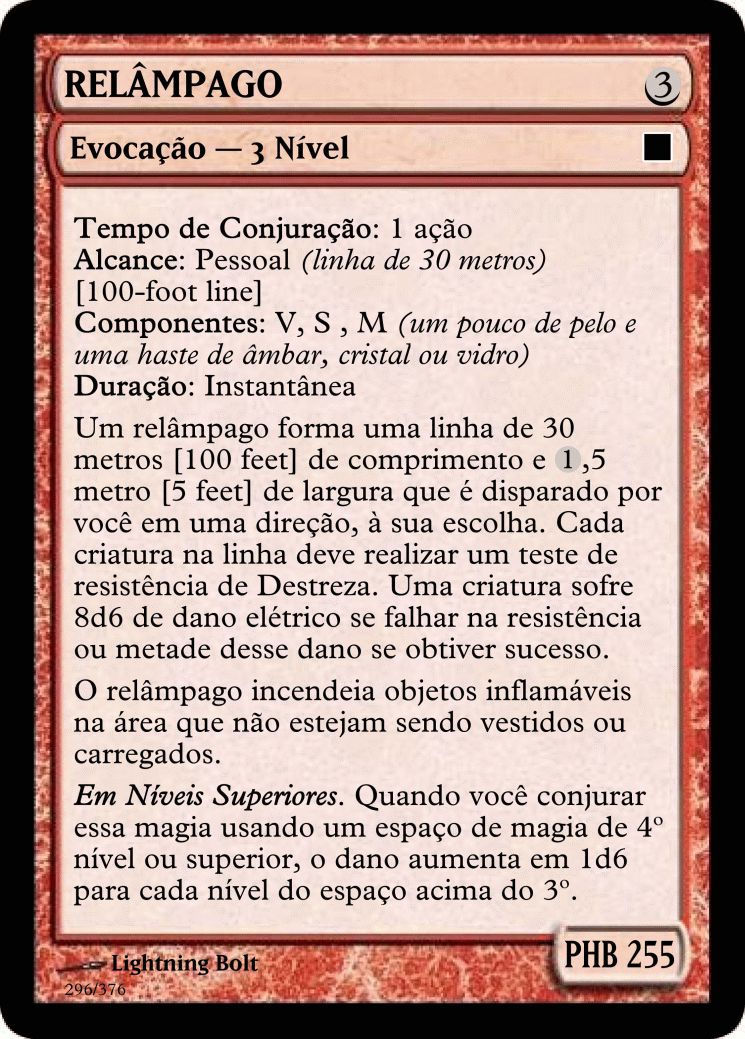 RELÂMPAGO 3
Evocação — 3 Nível
Tempo de Conjuração: 1 ação
Alcance: Pessoal (linha de 30 metros)
[100-foot line]
Componentes: V, S , M (um pouco de pelo e
uma haste de âmbar, cristal ou vidro)
Duração: Instantânea
Um relâmpago forma uma linha de 30
metros [100 feet] de comprimento e 1,5
metro [5 feet] de largura que é disparado por
você em uma direção, à sua escolha. Cada
criatura na linha deve realizar um teste de
resistência de Destreza. Uma criatura sofre
8d6 de dano elétrico se falhar na resistência
ou metade desse dano se obtiver sucesso.
O relâmpago incendeia objetos inflamáveis
na área que não estejam sendo vestidos ou
carregados.
Em Níveis Superiores. Quando você conjurar
essa magia usando um espaço de magia de 4º
nível ou superior, o dano aumenta em 1d6
para cada nível do espaço acima do 3º.
PHB 255
Lightning Bolt
296/376